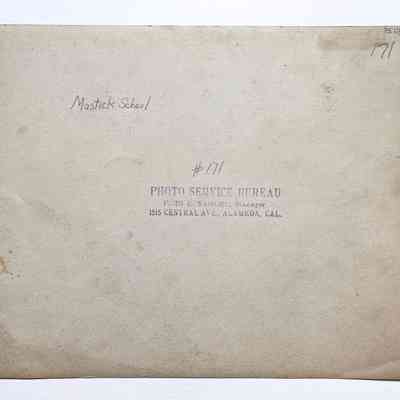 171
Mastick School
#171
PHOTO SERVICE BUREAU
1515 CENTRAL AVE., ALAMEDA, CAL.